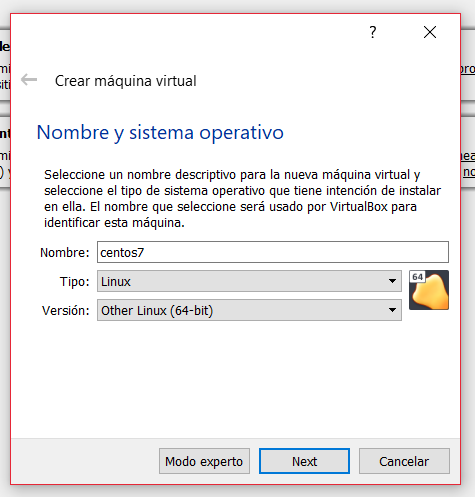 ?
Crear máquina virtual
Nombre y sistema operativo
Seleccione un nombre descriptivo para la nueva máquina virtual y
seleccione el tipo de sistema operativo que tiene intención de instalar
en ella. El nombre que seleccione será usado por VirtualBox para
identificar esta máquina.
Nombre: centos7
Tipo: Linux
64
Versión: Other Linux (64-bit)
Modo experto Next Cancelar